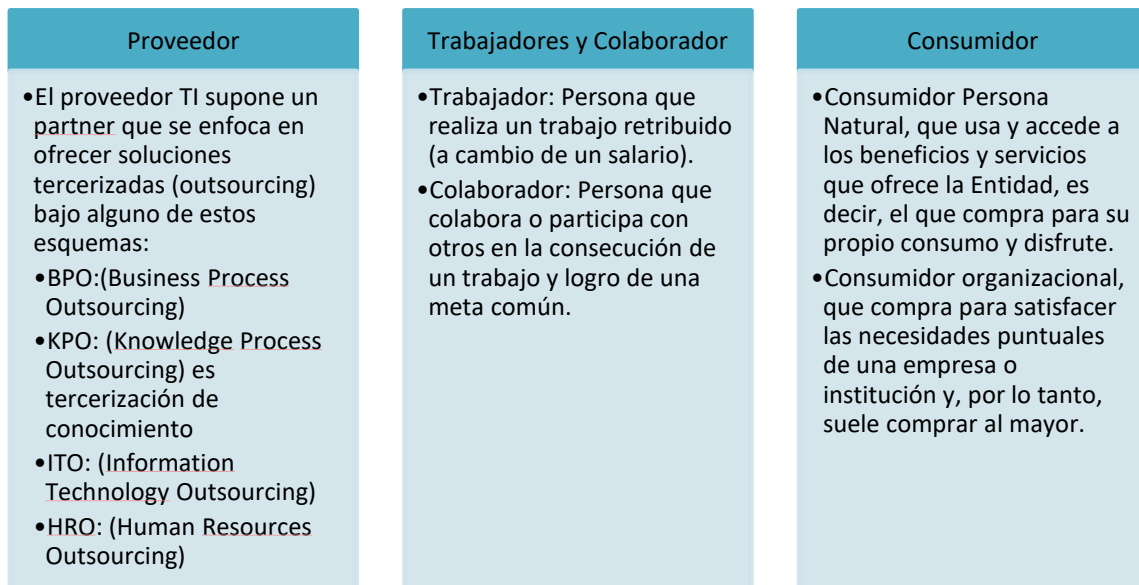 Proveedor
•El proveedor TI supone un
partner que se enfoca en
ofrecer soluciones
tercerizadas (outsourcing)
bajo alguno de estos
esquemas:
•BPO:(Business Process
Outsourcing)
•KPO: (Knowledge Process
Outsourcing) es
tercerización de
conocimiento
•ITO: (Information
Technology Outsourcing)
•HRO: (Human Resources
Outsourcing)
Trabajadores y Colaborador
•Trabajador: Persona que
realiza un trabajo retribuido
(a cambio de un salario).
•Colaborador: Persona que
colabora o participa con
otros en la consecución de
un trabajo y logro de una
meta común.
Consumidor
•Consumidor Persona
Natural, que usa y accede a
los beneficios y servicios
que ofrece la Entidad, es
decir, el que compra para su
propio consumo y disfrute.
•Consumidor organizacional,
que compra para satisfacer
las necesidades puntuales
de una empresa o
institución y, por lo tanto,
suele comprar al mayor.